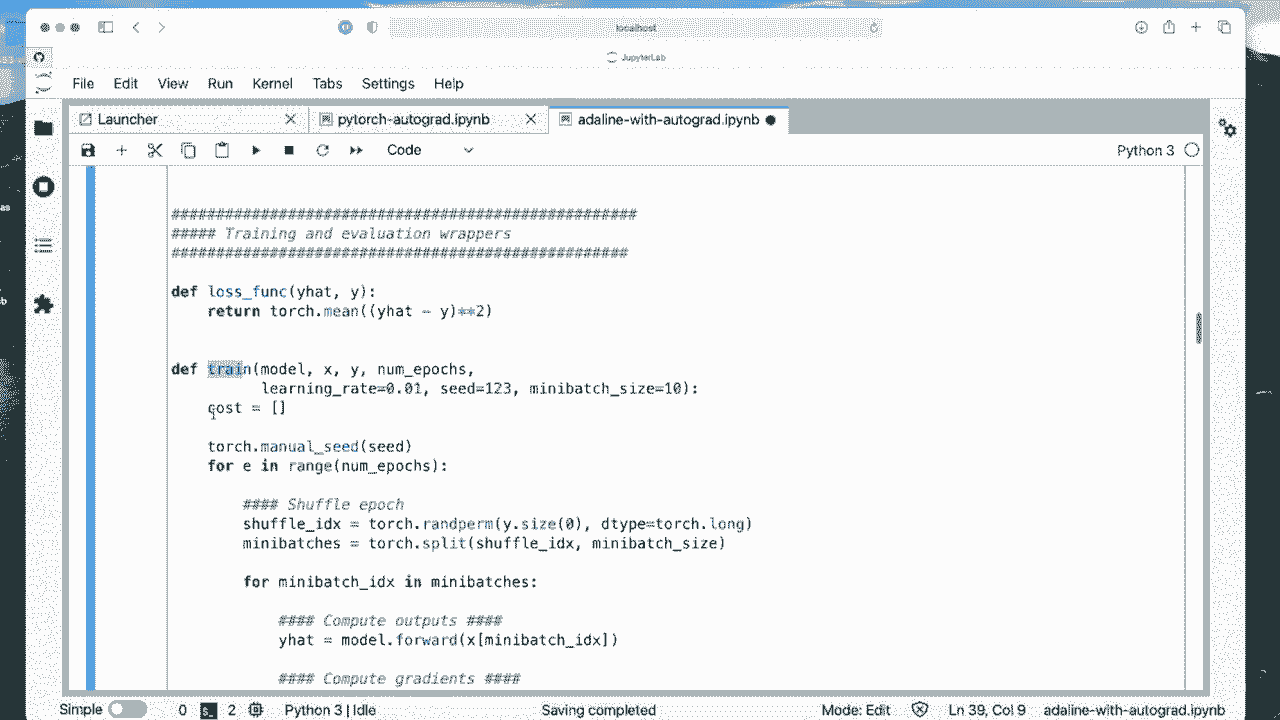 localhost
JupyterLab
File Edit View Run Kernel Tabs Settings Help
Launcher pytorch-autograd.ipynb adaline-with-autograd.ipynb
Code Python 3
####################################################
##### Training and evaluation wrappers
###################################################
def loss_func(yhat, y):
return torch.mean((yhat - y)**2)
def train(model, x, y, num_epochs,
learning_rate=0.01, seed=123, minibatch_size=10):
cost = []
torch.manual_seed(seed)
for e in range(num_epochs):
#### Shuffle epoch
shuffle_idx = torch.randperm(y.size(0), dtype=torch.long)
minibatches = torch.split(shuffle_idx, minibatch_size)
for minibatch_idx in minibatches:
#### Compute outputs ####
yhat = model.forward(x[minibatch_idx])
#### Compute gradients ####
Simple 0 2 Python 3 | Idle Saving completed Mode: Edit Ln 39, Col 9 adaline-with-autograd.ipynb